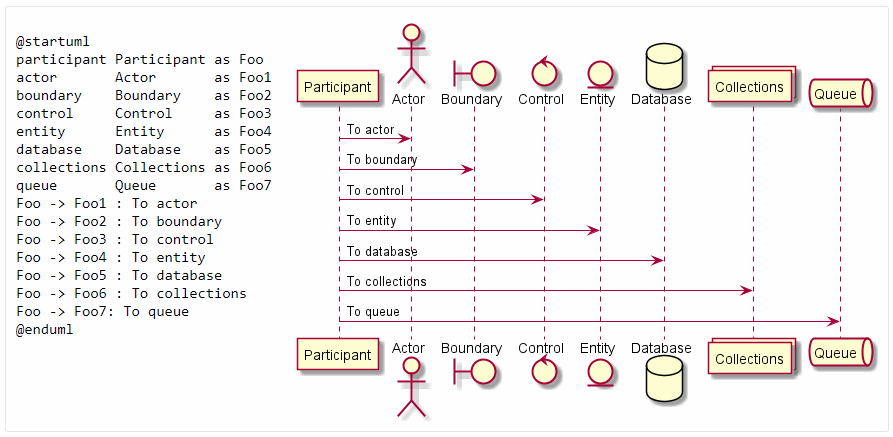 @startuml
participant Participant as Foo
actor       Actor       as Foo1
boundary    Boundary    as Foo2
control     Control     as Foo3
entity      Entity      as Foo4
database    Database    as Foo5
collections Collections as Foo6
queue       Queue       as Foo7
Foo -> Foo1 : To actor
Foo -> Foo2 : To boundary
Foo -> Foo3 : To control
Foo -> Foo4 : To entity
Foo -> Foo5 : To database
Foo -> Foo6 : To collections
Foo -> Foo7: To queue
@enduml
Participant Actor Boundary Control Entity Database Collections Queue
To actor
To boundary
To control
To entity
To database
To collections
To queue
Participant Actor Boundary Control Entity Database Collections Queue